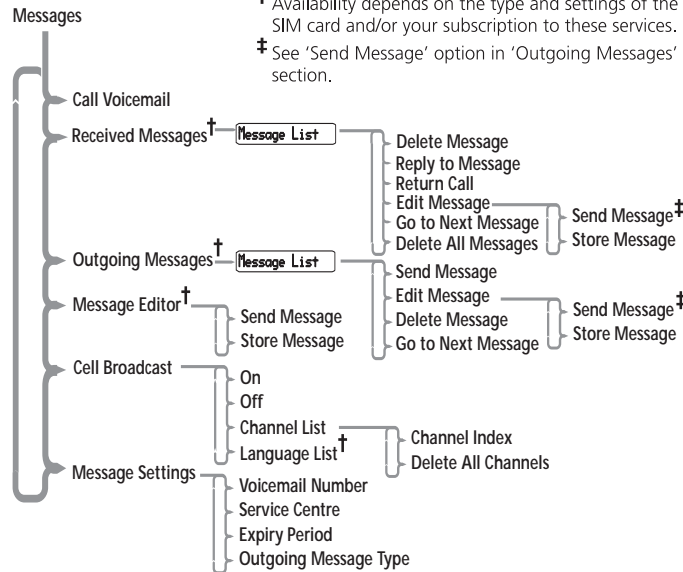 † Availability depends on the type and settings of the
SIM card and/or your subscription to these services.
‡ See 'Send Message' option in 'Outgoing Messages'
section.
Messages
Call Voicemail
Received Messages†
Message List
Delete Message
Reply to Message
Return Call
Edit Message
Go to Next Message
Delete All Messages
Send Message‡
Store Message
Outgoing Messages†
Message List
Send Message
Edit Message
Delete Message
Go to Next Message
Send Message‡
Store Message
Message Editor†
Send Message
Store Message
Cell Broadcast
On
Off
Channel List
Language List†
Channel Index
Delete All Channels
Message Settings
Voicemail Number
Service Centre
Expiry Period
Outgoing Message Type